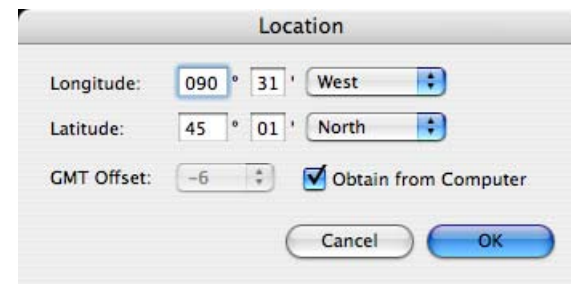 Location
Longitude: 090 ° 31 ' West
Latitude: 45 ° 01 ' North
GMT Offset: -6 Obtain from Computer
Cancel OK